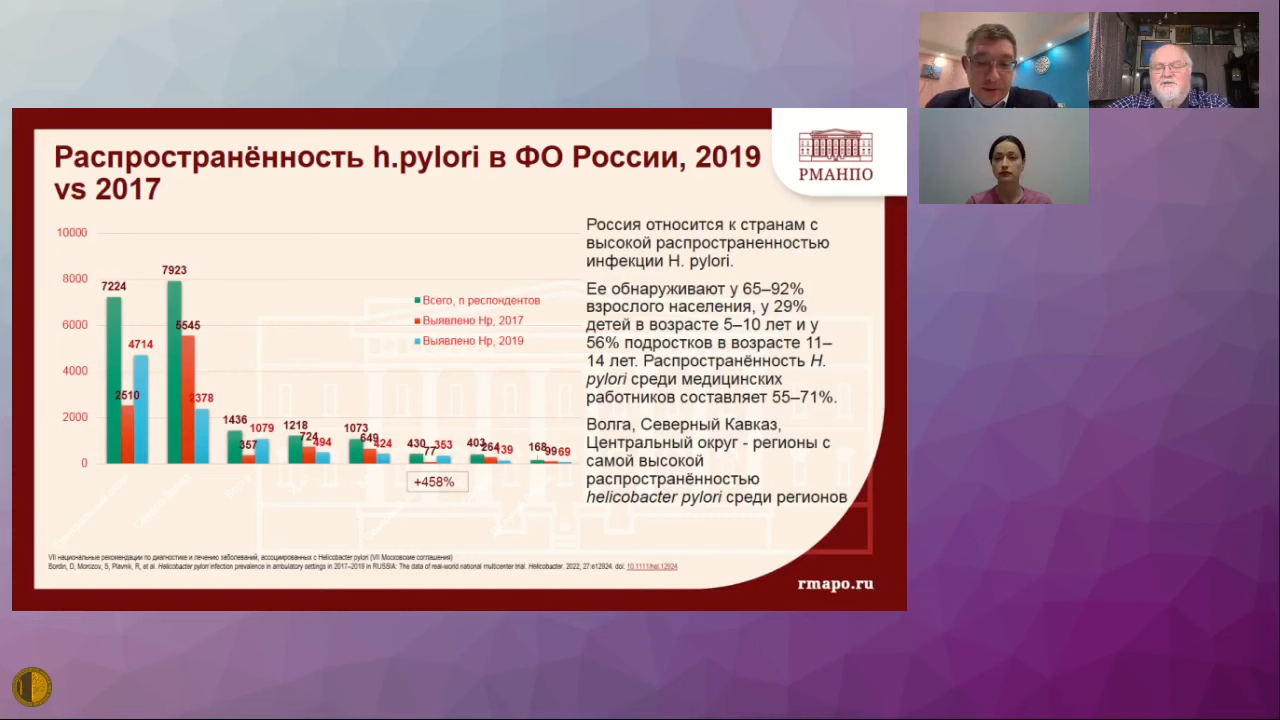 Распространённость h.pylori в ФО России, 2019
vs 2017
РМАНПО
10000
8000
6000
4000
2000
0
7224
2510
4714
7923
5545
2378
1436
357
1079
1218
724
494
1073
649
424
430
77
353
403
264
139
168
99
69
+458%
Всего, n респондентов
Выявлено Hp, 2017
Выявлено Hp, 2019
Россия относится к странам с
высокой распространенностью
инфекции H. pylori.
Ее обнаруживают у 65–92%
взрослого населения, у 29%
детей в возрасте 5–10 лет и у
56% подростков в возрасте 11–
14 лет. Распространённость H.
pylori среди медицинских
работников составляет 55–71%.
Волга, Северный Кавказ,
Центральный округ - регионы с
самой высокой
распространённостью
helicobacter pylori среди регионов
VII национальные рекомендации по диагностике и лечению заболеваний, ассоциированных с Helicobacter pylori (VII Московские соглашения)
Bordin, D, Morozov, S, Plavnik, R, et al. Helicobacter pylori infection prevalence in ambulatory settings in 2017–2019 in RUSSIA: The data of real-world national multicenter trial. Helicobacter. 2022; 27:e12924. doi: 10.1111/hel.12924
rmapo.ru